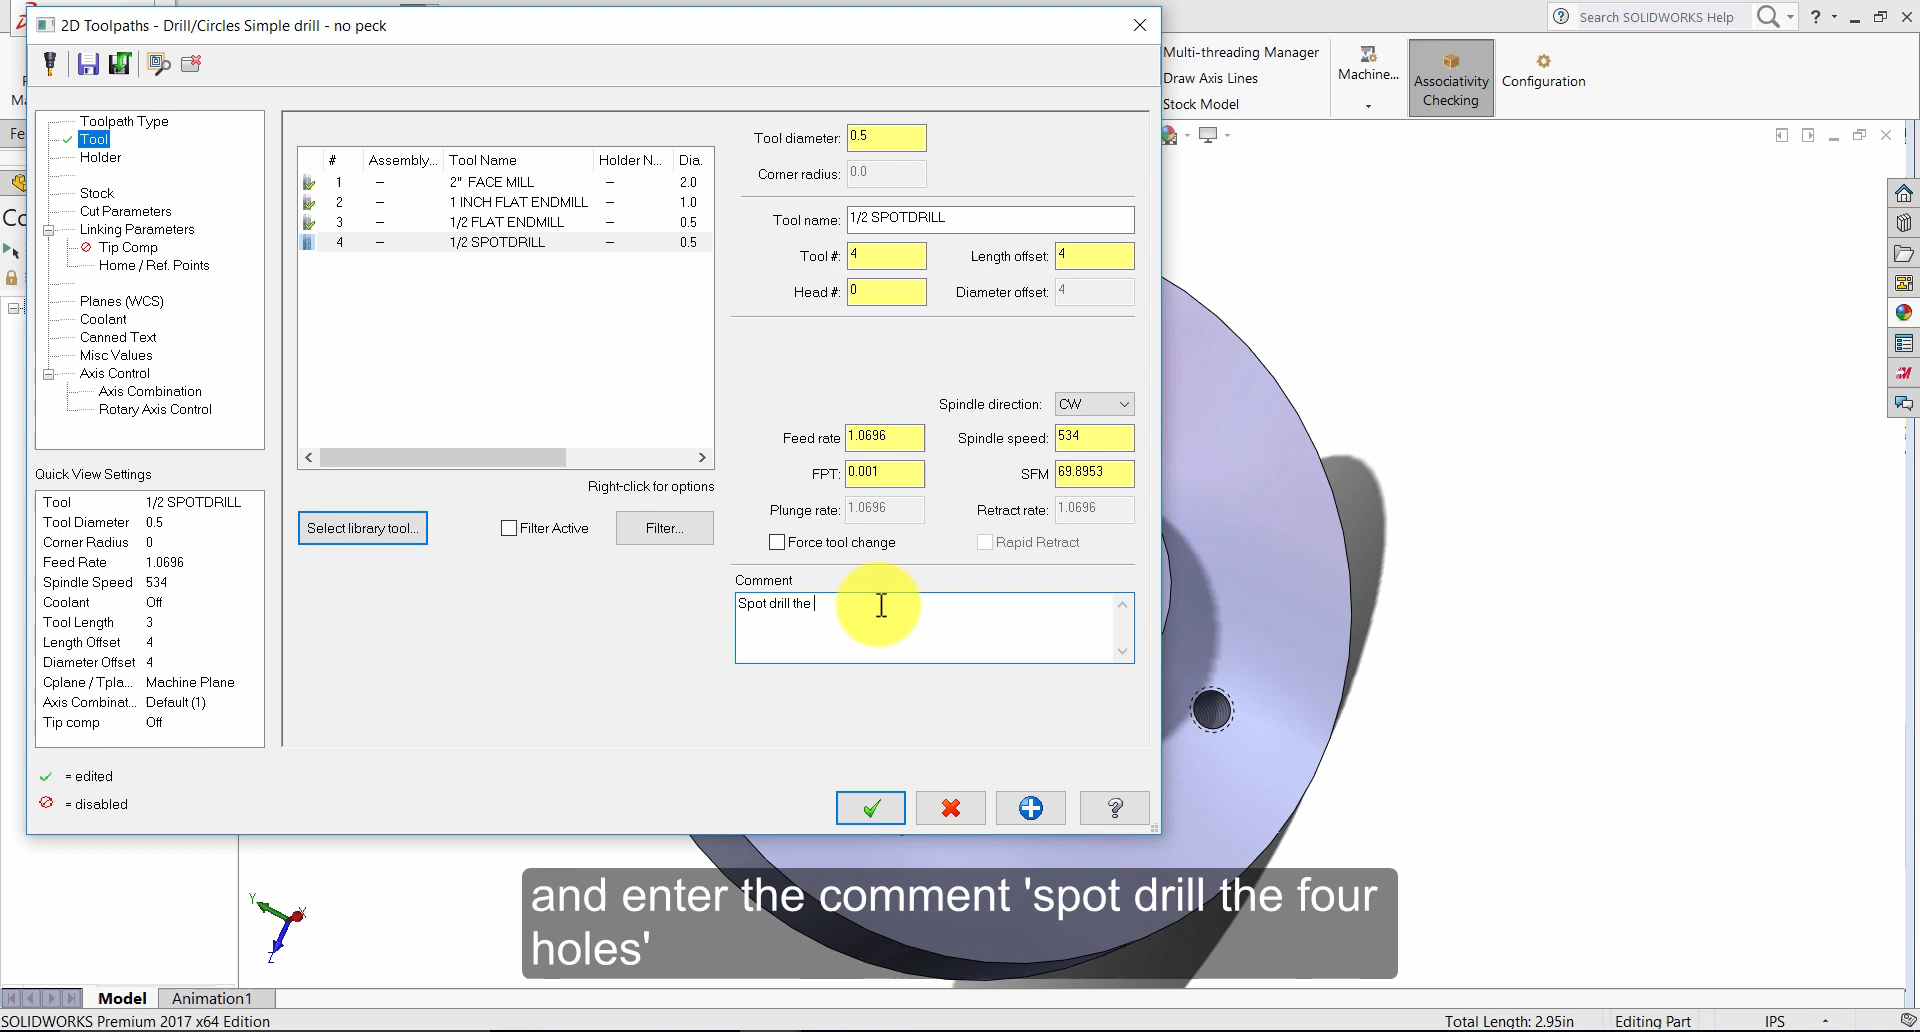 2D Toolpaths - Drill/Circles Simple drill - no peck
Search SOLIDWORKS Help
Multi-threading Manager
Draw Axis Lines
Stock Model
Machine...
Associativity
Checking
Configuration
Fe
Co
Toolpath Type
Tool
Holder
Stock
Cut Parameters
Linking Parameters
Tip Comp
Home / Ref. Points
Planes (WCS)
Coolant
Canned Text
Misc Values
Axis Control
Axis Combination
Rotary Axis Control
Quick View Settings
Tool 1/2 SPOTDRILL
Tool Diameter 0.5
Corner Radius 0
Feed Rate 1.0696
Spindle Speed 534
Coolant Off
Tool Length 3
Length Offset 4
Diameter Offset 4
Cplane / Tpla... Machine Plane
Axis Combinat... Default (1)
Tip comp Off
= edited
= disabled
# Assembly... Tool Name Holder N... Dia.
1 – 2" FACE MILL – 2.0
2 – 1 INCH FLAT ENDMILL – 1.0
3 – 1/2 FLAT ENDMILL – 0.5
4 – 1/2 SPOTDRILL – 0.5
Right-click for options
Select library tool...
Filter Active
Filter...
Tool diameter: 0.5
Corner radius: 0.0
Tool name: 1/2 SPOTDRILL
Tool #: 4 Length offset: 4
Head #: 0 Diameter offset: 4
Spindle direction: CW
Feed rate 1.0696 Spindle speed: 534
FPT: 0.001 SFM 69.8953
Plunge rate: 1.0696 Retract rate: 1.0696
Force tool change Rapid Retract
Comment
Spot drill the
and enter the comment 'spot drill the four
holes'
Y
X
Z
Model Animation1
SOLIDWORKS Premium 2017 x64 Edition
Total Length: 2.95in Editing Part IPS